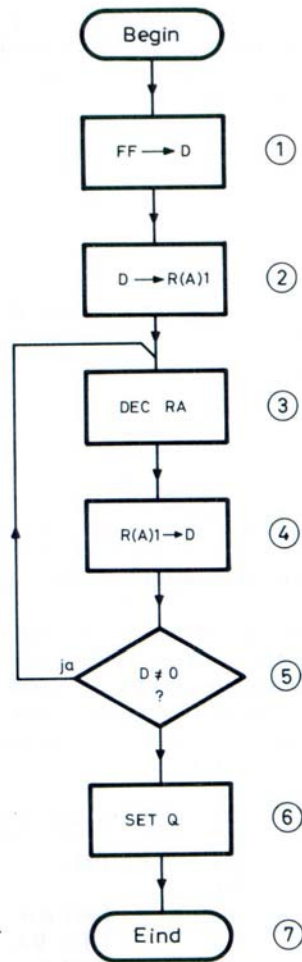 Begin
FF → D
1
D → R(A)1
2
DEC RA
3
R(A)1 → D
4
ja
D ≠ 0
?
5
SET Q
6
Eind
7